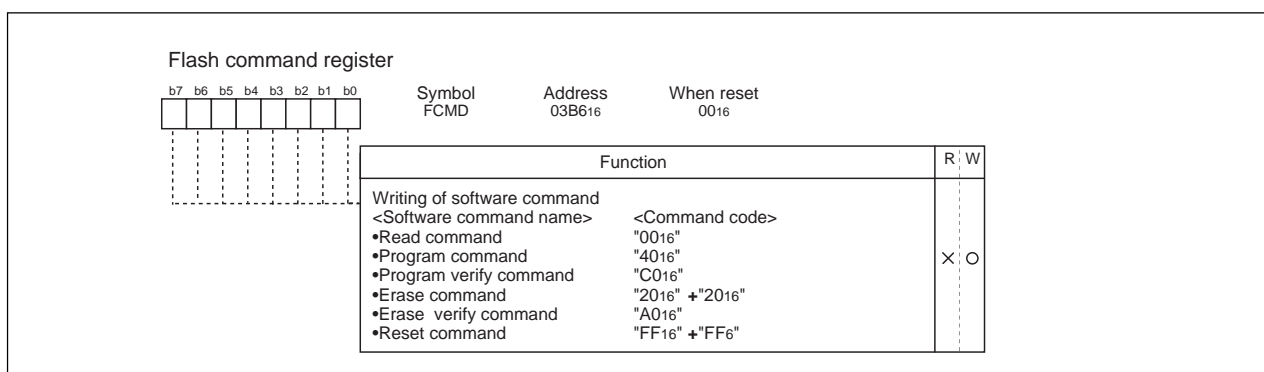 Flash command register
b7 b6 b5 b4 b3 b2 b1 b0
Symbol Address When reset
FCMD 03B616 0016
Function R W
Writing of software command
<Software command name> <Command code>
•Read command "0016"
•Program command "4016"
•Program verify command "C016"
•Erase command "2016" +"2016"
•Erase verify command "A016"
•Reset command "FF16" +"FF6"
× ○